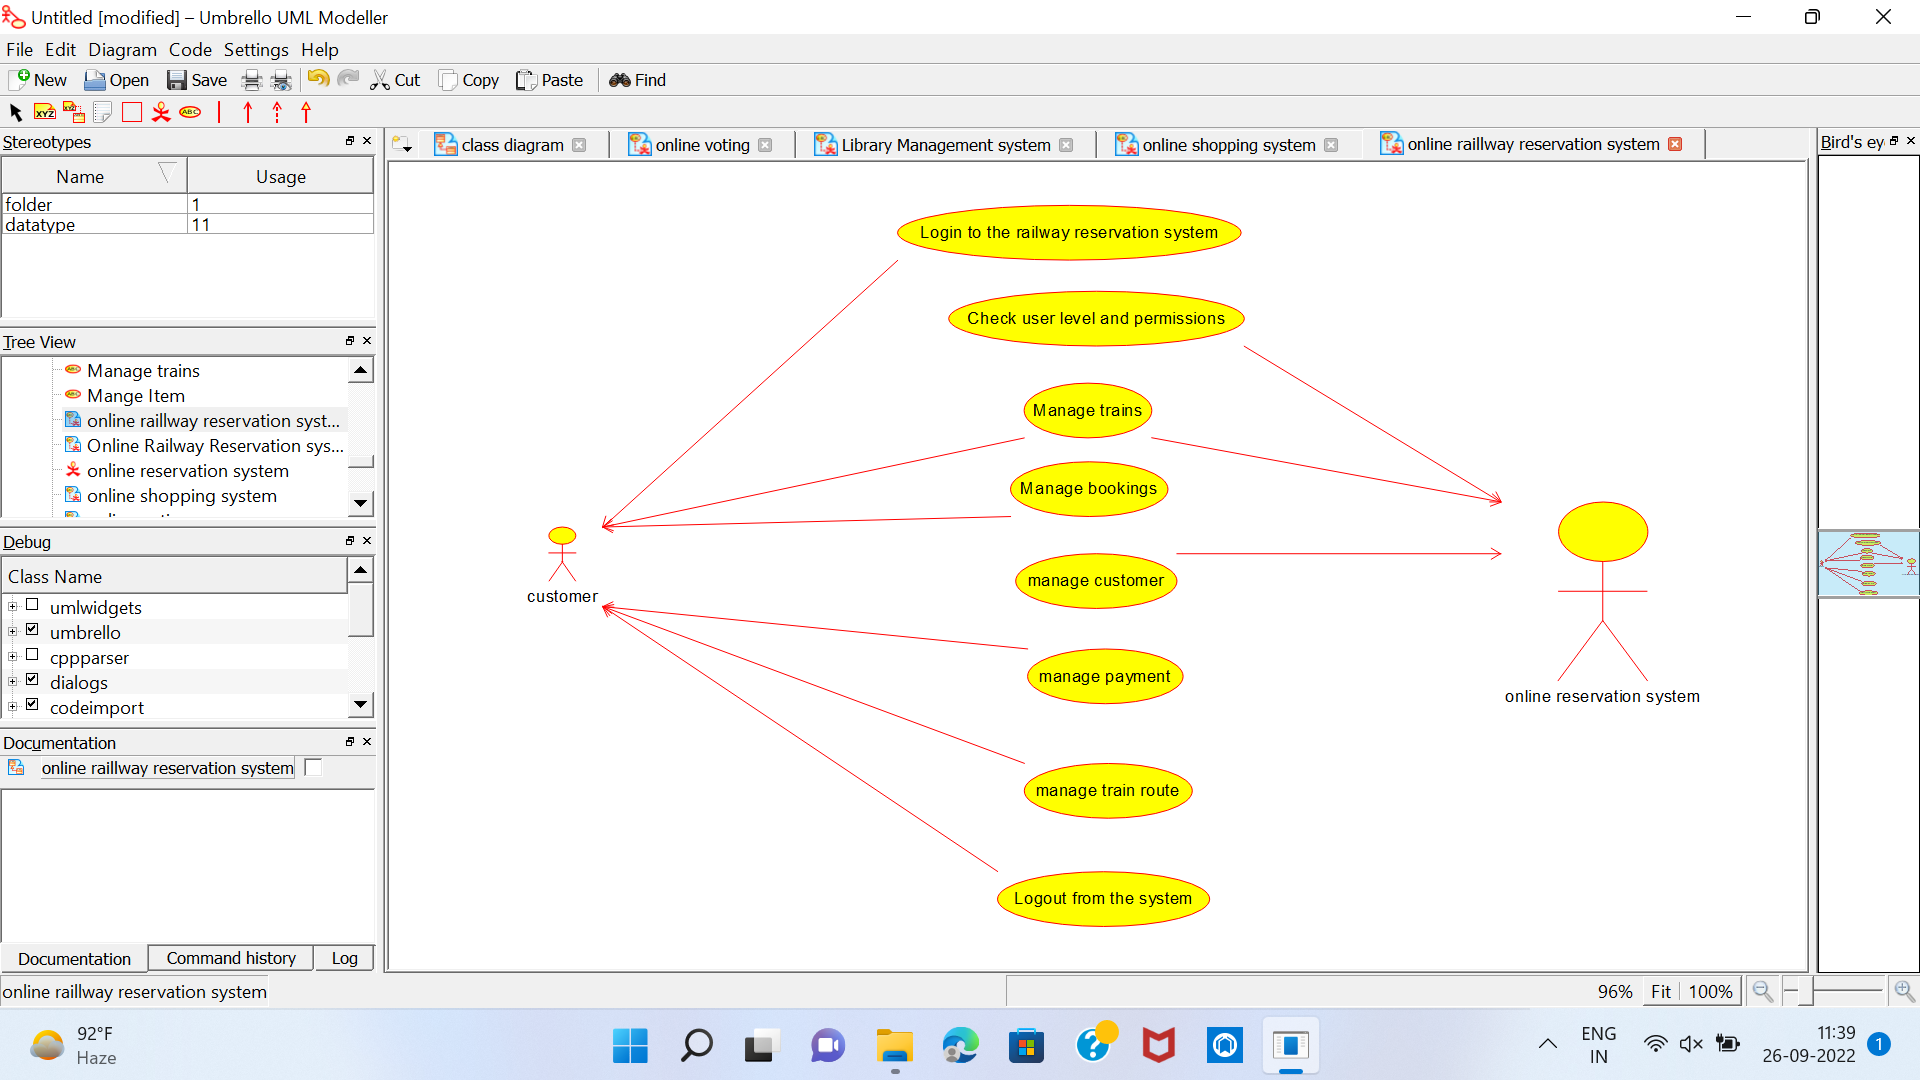 Untitled [modified] – Umbrello UML Modeller
File Edit Diagram Code Settings Help
New Open Save Cut Copy Paste Find
XYZ XYZ ABC
Stereotypes
Name Usage
folder 1
datatype 11
Tree View
Manage trains
Mange Item
online raillway reservation syst...
Online Railway Reservation sys...
online reservation system
online shopping system
Debug
Class Name
umlwidgets
umbrello
cppparser
dialogs
codeimport
Documentation
online raillway reservation system
Documentation Command history Log
class diagram online voting Library Management system online shopping system online raillway reservation system
Bird's ey
Login to the railway reservation system
Check user level and permissions
Manage trains
Manage bookings
manage customer
manage payment
manage train route
Logout from the system
customer
online reservation system
online raillway reservation system
96% Fit 100%
92°F
Haze
ENG
IN
11:39
26-09-2022
1